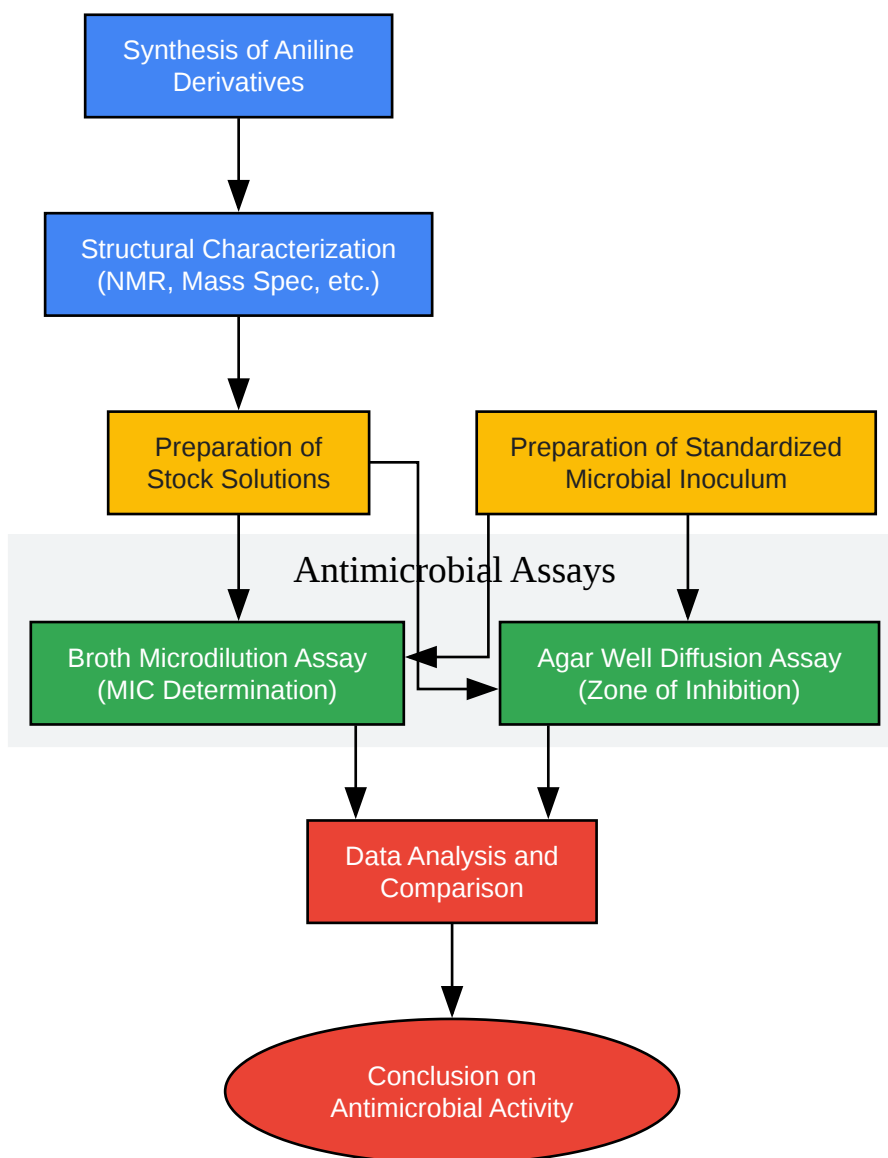 Synthesis of Aniline
Derivatives
Structural Characterization
(NMR, Mass Spec, etc.)
Preparation of
Stock Solutions
Preparation of Standardized
Microbial Inoculum
Antimicrobial Assays
Broth Microdilution Assay
(MIC Determination)
Agar Well Diffusion Assay
(Zone of Inhibition)
Data Analysis and
Comparison
Conclusion on
Antimicrobial Activity